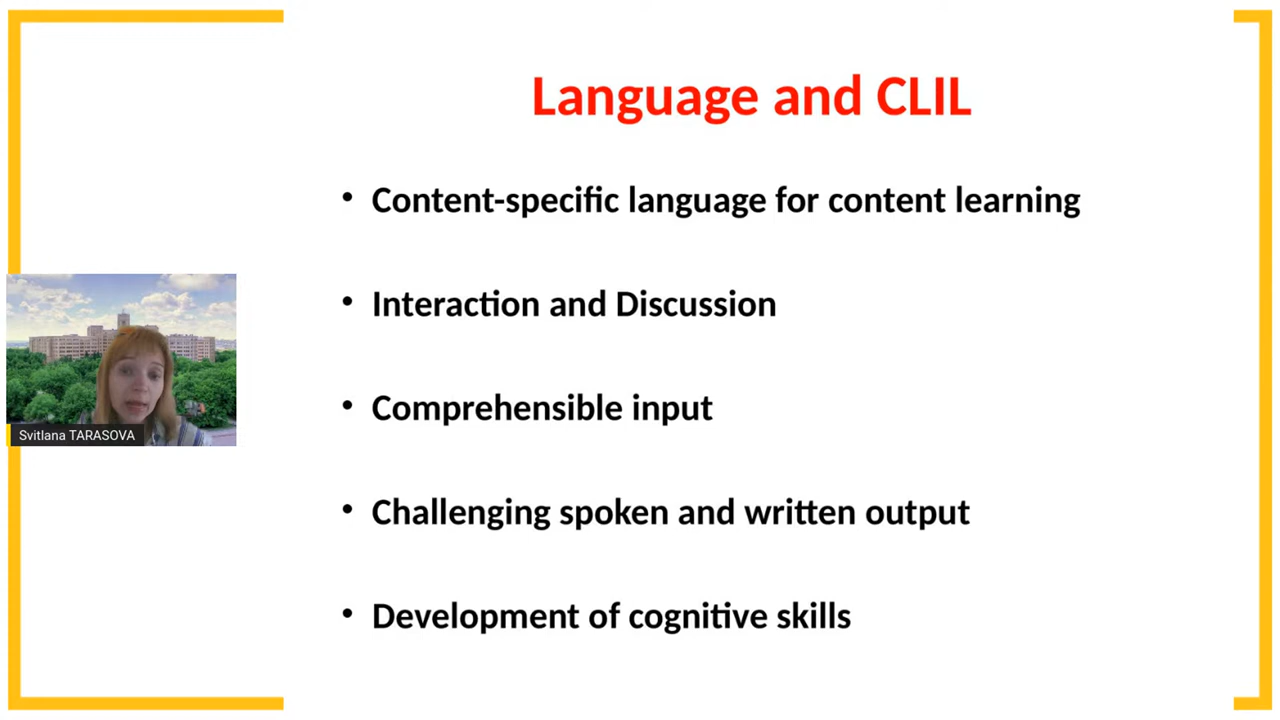 Language and CLIL
• Content-specific language for content learning
• Interaction and Discussion
• Comprehensible input
• Challenging spoken and written output
• Development of cognitive skills
Svitlana TARASOVA